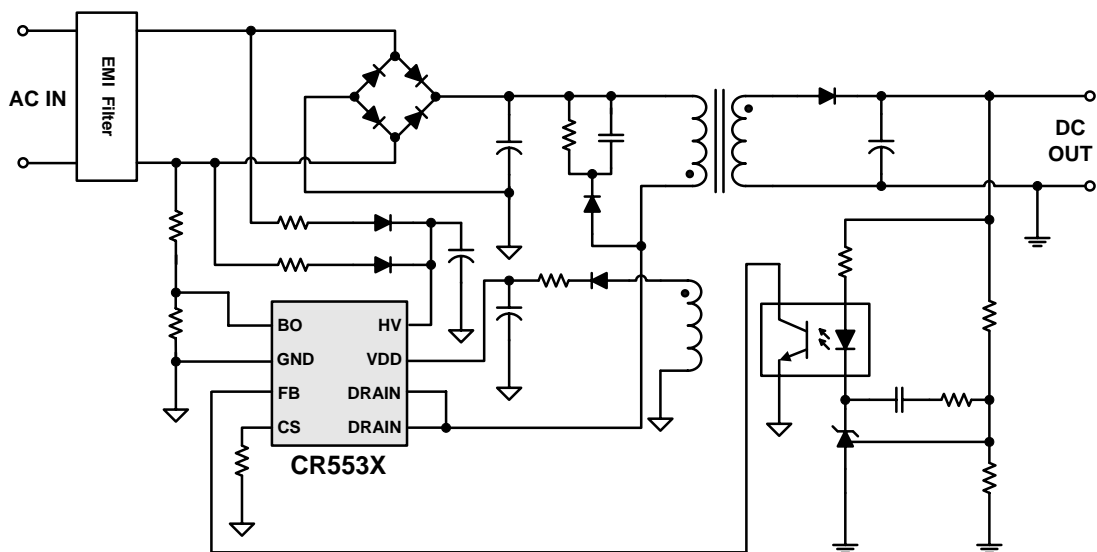 AC IN
EMI Filter
DC
OUT
BO
HV
GND
VDD
FB
DRAIN
CS
DRAIN
CR553X